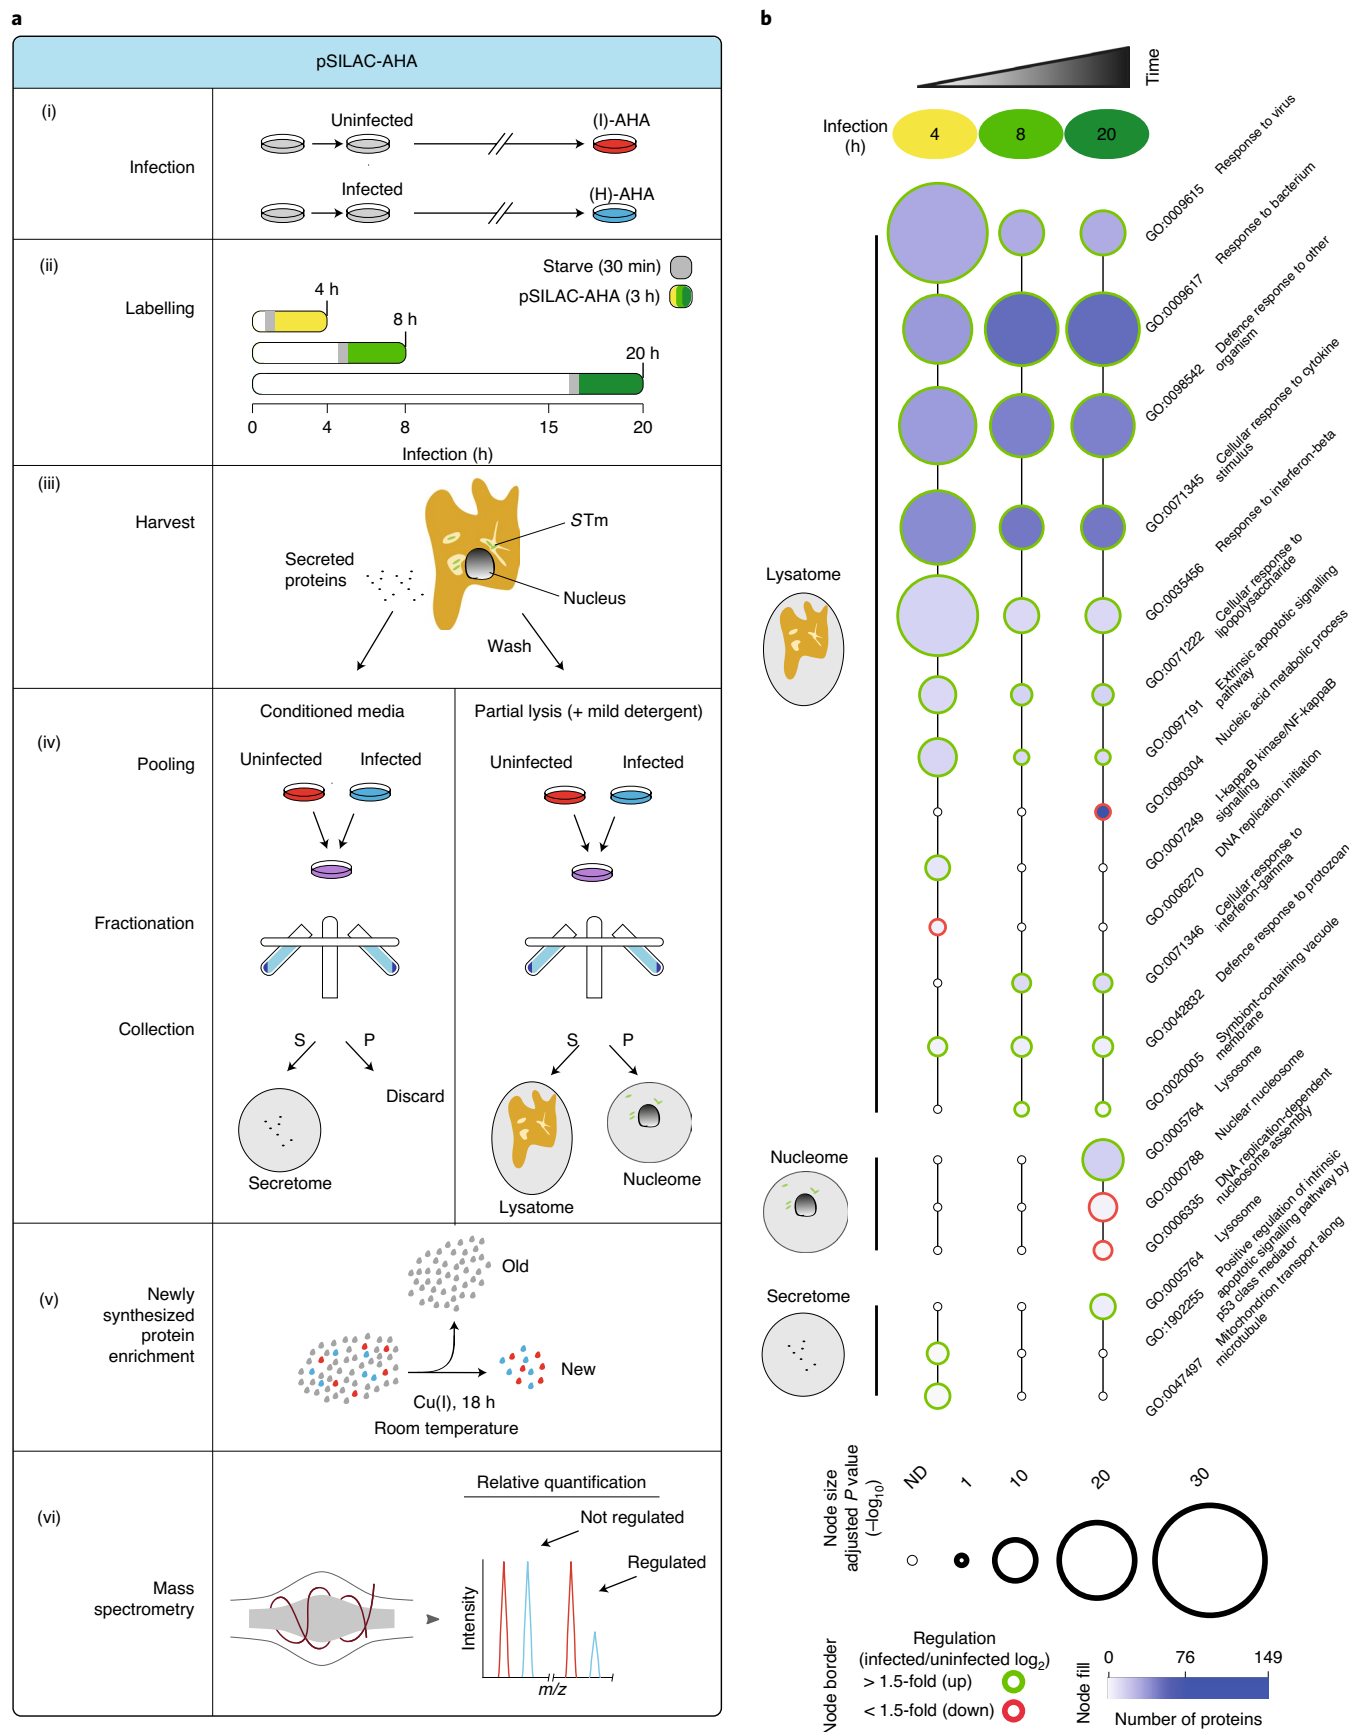 a
pSILAC-AHA
(i)
Infection
Uninfected
(I)-AHA
Infected
(H)-AHA
(ii)
Labelling
Starve (30 min)
pSILAC-AHA (3 h)
4 h
8 h
20 h
0
4
8
15
20
Infection (h)
(iii)
Harvest
Secreted
proteins
STm
Nucleus
Wash
(iv)
Pooling
Fractionation
Collection
Conditioned media
Uninfected
Infected
S
P
Discard
Secretome
Partial lysis (+ mild detergent)
Uninfected
Infected
S
P
Lysatome
Nucleome
(v)
Newly
synthesized
protein
enrichment
Old
New
Cu(I), 18 h
Room temperature
(vi)
Mass
spectrometry
Relative quantification
Not regulated
Regulated
Intensity
m/z
b
Time
Infection
(h)
4
8
20
GO:0009615 Response to virus
GO:0009617 Response to bacterium
GO:0098542 Defence response to other
organism
GO:0071345 Cellular response to cytokine
stimulus
GO:0035456 Response to interferon-beta
GO:0071222 Cellular response to
lipopolysaccharide
GO:0097191 Extrinsic apoptotic signalling
pathway
GO:0090304 Nucleic acid metabolic process
GO:0007249 I-kappaB kinase/NF-kappaB
signalling
GO:0006270 DNA replication initiation
GO:0071346 Cellular response to
interferon-gamma
GO:0042832 Defence response to protozoan
GO:0020005 Symbiont-containing vacuole
membrane
GO:0005764 Lysosome
GO:0000788 Nuclear nucleosome
GO:0006335 DNA replication-dependent
nucleosome assembly
GO:0005764 Lysosome
GO:1902255 Positive regulation of intrinsic
apoptotic signalling pathway by
p53 class mediator
GO:0047497 Mitochondrion transport along
microtubule
Lysatome
Nucleome
Secretome
Node size
adjusted P value
(–log10)
ND
1
10
20
30
Node border
Regulation
(infected/uninfected log2)
> 1.5-fold (up)
< 1.5-fold (down)
Node fill
0
76
149
Number of proteins